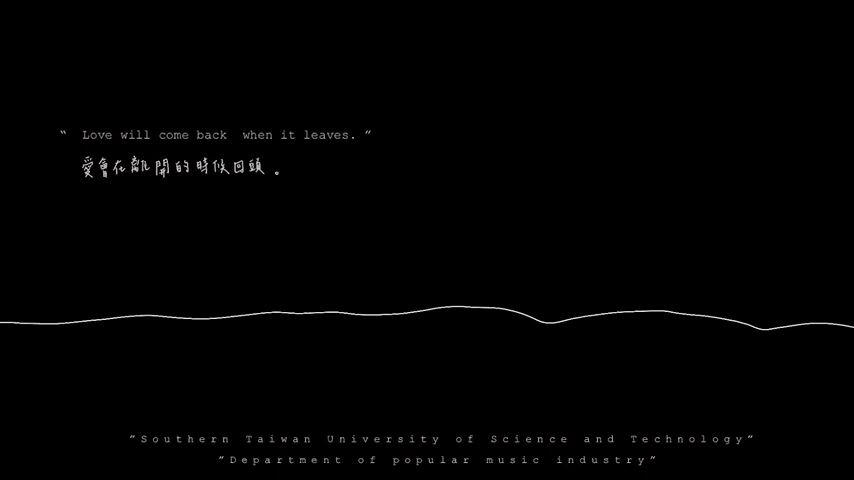 “ Love will come back when it leaves. ”
愛會在離開的時候回頭。
"Southern Taiwan University of Science and Technology"
"Department of popular music industry"